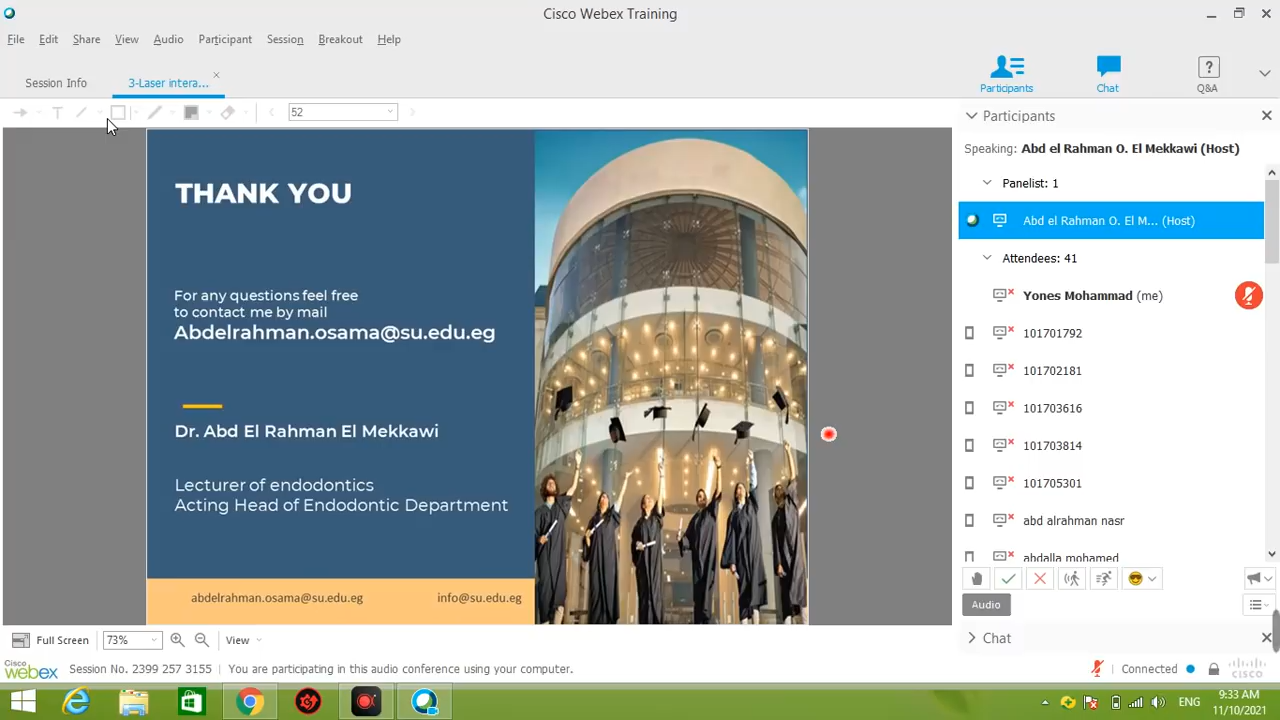 Cisco Webex Training
File Edit Share View Audio Participant Session Breakout Help
Session Info
3-Laser intera...
Participants
Chat
Q&A
52
THANK YOU
For any questions feel free
to contact me by mail
Abdelrahman.osama@su.edu.eg
Dr. Abd El Rahman El Mekkawi
Lecturer of endodontics
Acting Head of Endodontic Department
abdelrahman.osama@su.edu.eg
info@su.edu.eg
Participants
Speaking: Abd el Rahman O. El Mekkawi (Host)
Panelist: 1
Abd el Rahman O. El M... (Host)
Attendees: 41
Yones Mohammad (me)
101701792
101702181
101703616
101703814
101705301
abd alrahman nasr
abdalla mohamed
Audio
Chat
Full Screen
73%
View
Cisco webex
Session No. 2399 257 3155 | You are participating in this audio conference using your computer.
Connected
cisco
ENG
9:33 AM
11/10/2021